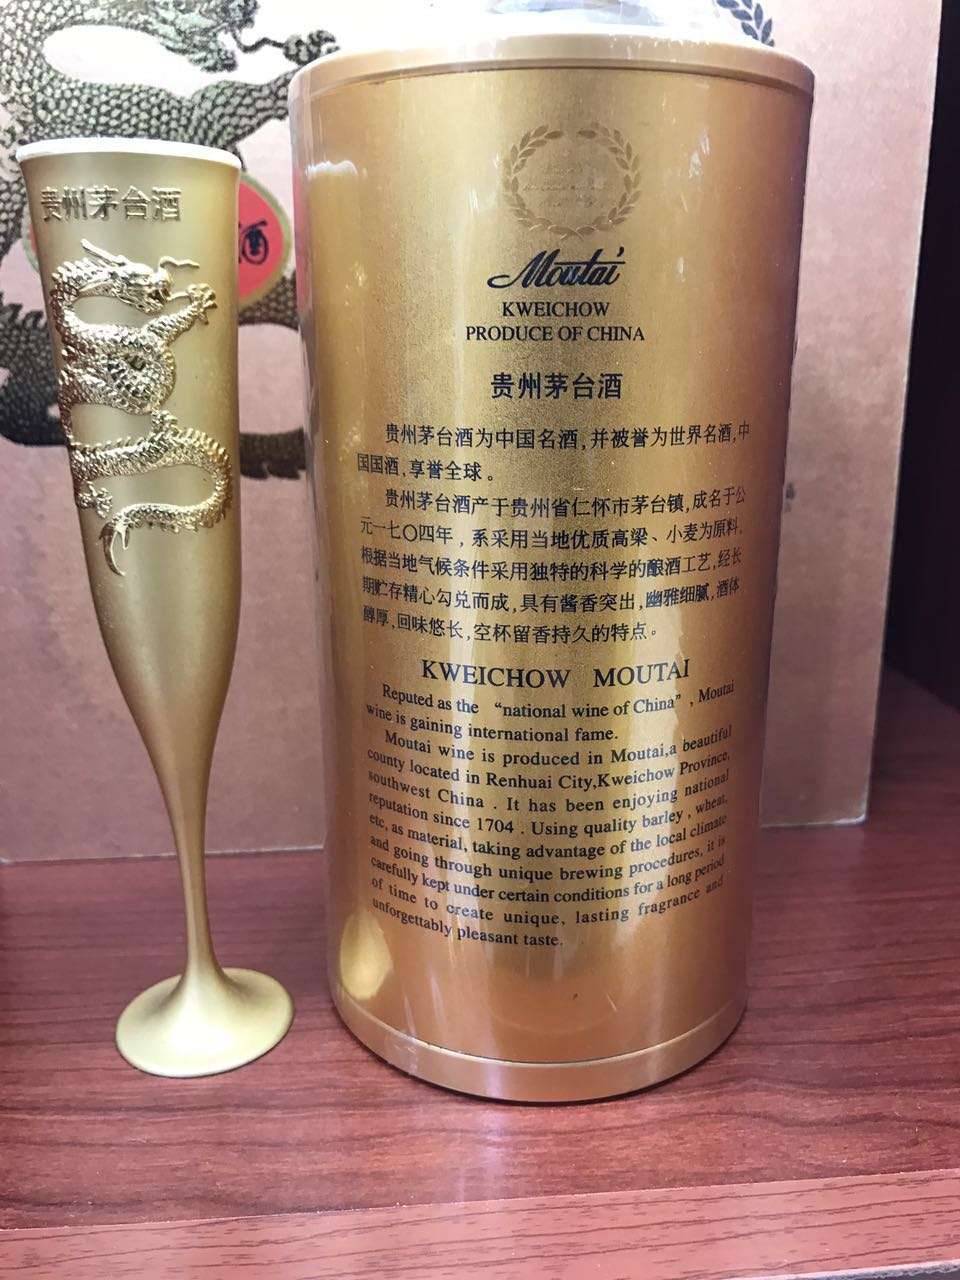 贵州茅台酒
酒
Moutai
KWEICHOW
PRODUCE OF CHINA
贵州茅台酒
贵州茅台酒为中国名酒,并被誉为世界名酒,中
国国酒,享誉全球。
贵州茅台酒产于贵州省仁怀市茅台镇,成名于公
元一七〇四年,系采用当地优质高粱、小麦为原料,
根据当地气候条件采用独特的科学的酿酒工艺,经长
期贮存精心勾兑而成,具有酱香突出,幽雅细腻,酒体
醇厚,回味悠长,空杯留香持久的特点。
KWEICHOW MOUTAI
Reputed as the “national wine of China”, Moutai
wine is gaining international fame.
Moutai wine is produced in Moutai,a beautiful
county located in Renhuai City,Kweichow Province,
southwest China . It has been enjoying national
reputation since 1704 . Using quality barley , wheat,
etc, as material, taking advantage of the local climate
and going through unique brewing procedures, it is
carefully kept under certain conditions for a long period
of time to create unique, lasting fragrance and
unforgettably pleasant taste.